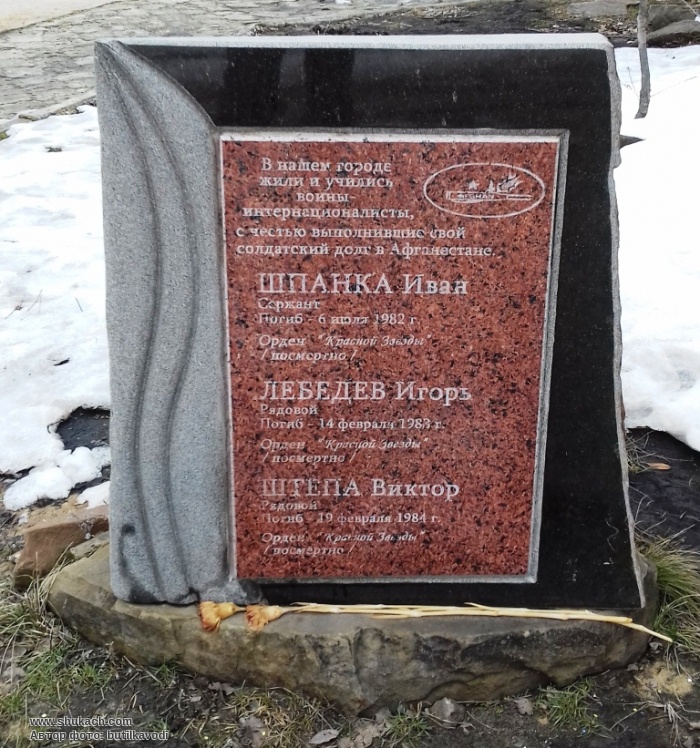 В нашем городе
жили и учились
воины-
интернационалисты,
с честью выполнившие свой
солдатский долг в Афганестане.
AFGHAN
ШПАНКА Иван
Сержант
Погиб - 6 июля 1982 г.
Орден "Красной Звезды"
/посмертно/
ЛЕБЕДЕВ Игорь
Рядовой
Погиб - 14 февраля 1983 г.
Орден "Красной Звезды"
/посмертно/
ШТЕПА Виктор
Рядовой
Погиб - 19 февраля 1984 г.
Орден "Красной Звезды"
/посмертно/
www.shukach.com
Автор фото: butilkavodi